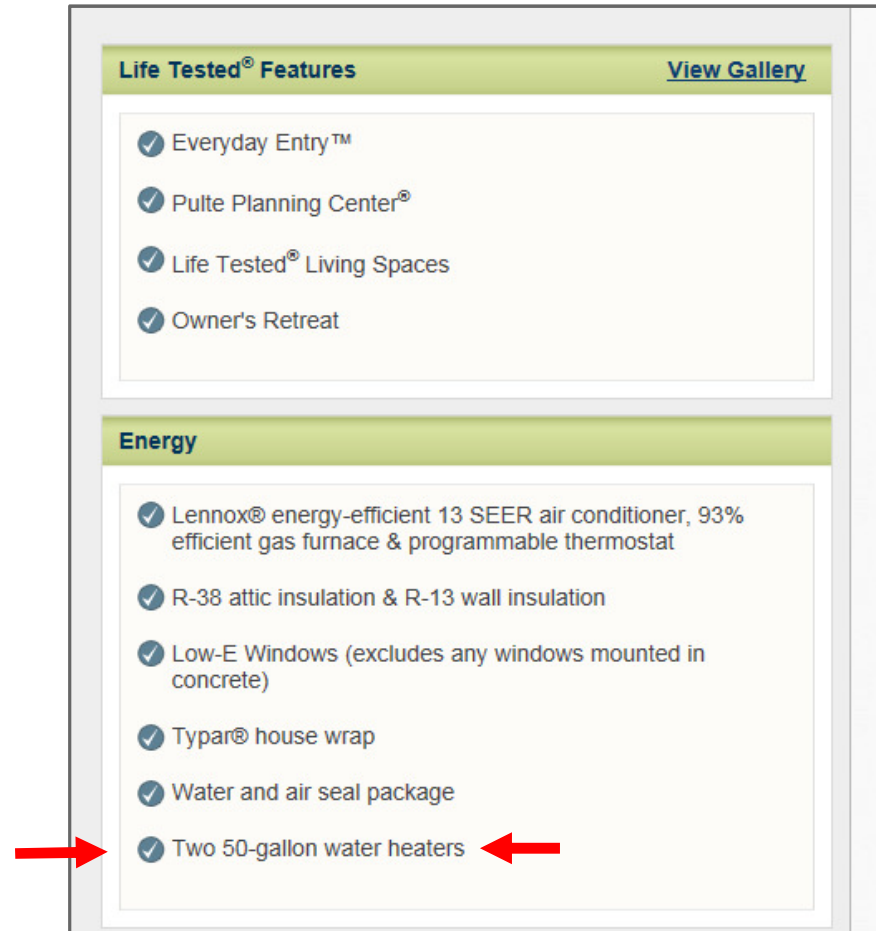 Life Tested® Features View Gallery
Everyday Entry™
Pulte Planning Center®
Life Tested® Living Spaces
Owner's Retreat
Energy
Lennox® energy-efficient 13 SEER air conditioner, 93%
efficient gas furnace & programmable thermostat
R-38 attic insulation & R-13 wall insulation
Low-E Windows (excludes any windows mounted in
concrete)
Typar® house wrap
Water and air seal package
Two 50-gallon water heaters